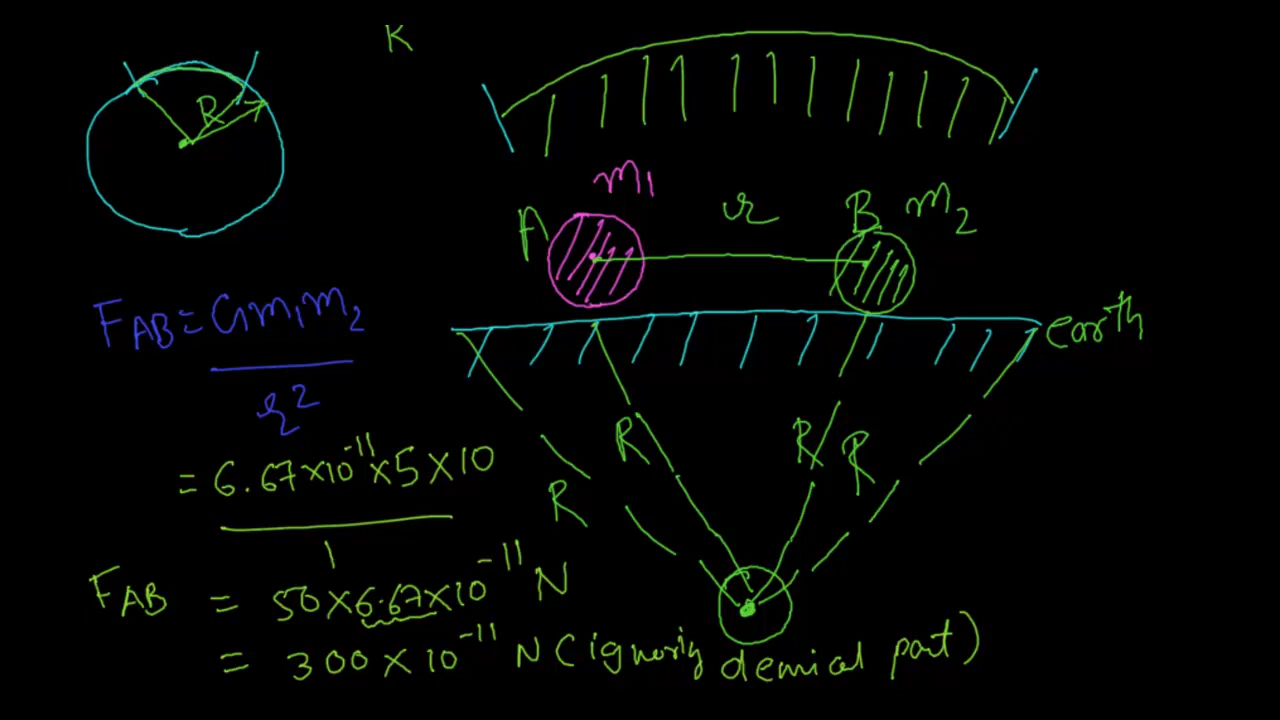 K
R
m1
A
r
B m2
earth
FAB = Gm1m2
r2
R
R
R
R
= 6.67×10-11×5×10
1
FAB = 50×6.67×10-11 N
= 300×10-11 N (ignoring
part)